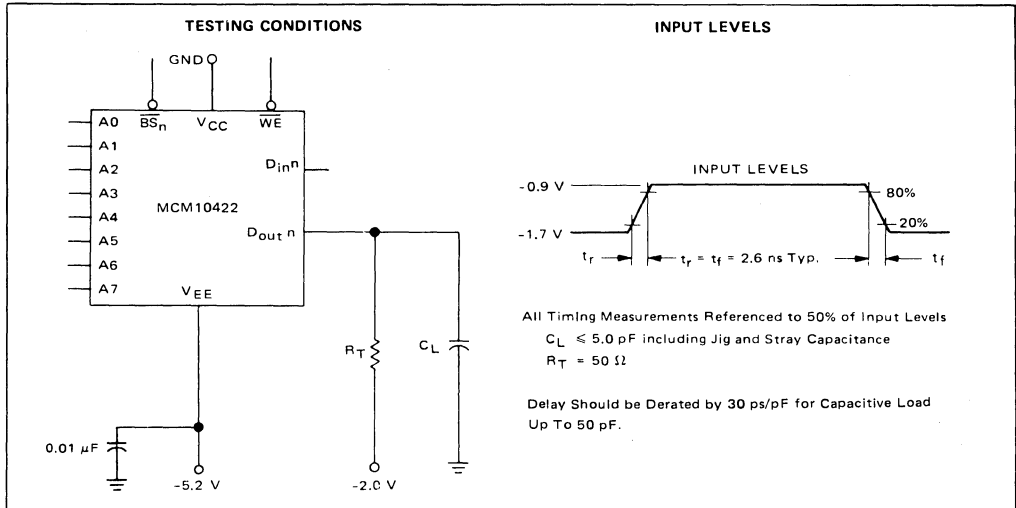 TESTING CONDITIONS
GND
BSn
VCC
WE
A0
A1
A2
A3
A4
A5
A6
A7
Din n
MCM10422
Dout n
VEE
RT
CL
0.01 µF
-5.2 V
-2.0 V
INPUT LEVELS
INPUT LEVELS
-0.9 V
80%
20%
-1.7 V
tr
tr = tf = 2.6 ns Typ.
tf
All Timing Measurements Referenced to 50% of Input Levels
CL ≤ 5.0 pF including Jig and Stray Capacitance
RT = 50 Ω
Delay Should be Derated by 30 ps/pF for Capacitive Load
Up To 50 pF.